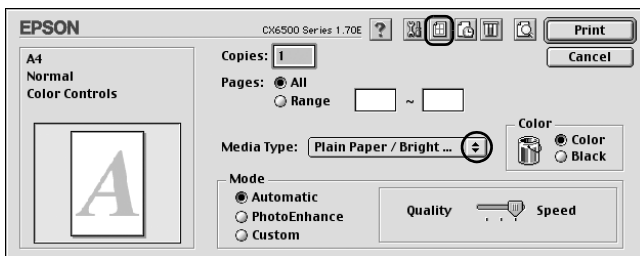 EPSON
CX6500 Series 1.70E
?
Print
Cancel
A4
Normal
Color Controls
A
Copies: 1
Pages: All
Range ~
Media Type: Plain Paper / Bright ...
Color
Color
Black
Mode
Automatic
PhotoEnhance
Custom
Quality Speed